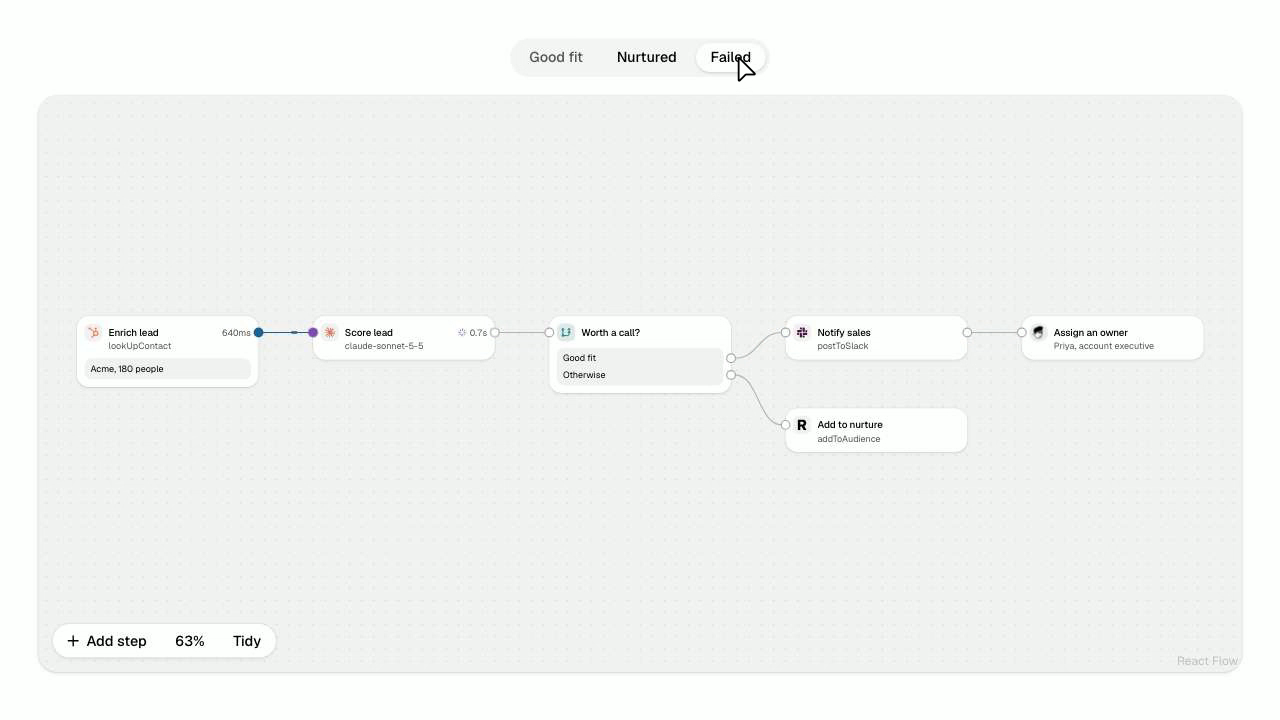 Good fit
Nurtured
Failed
Enrich lead
640ms
lookUpContact
Acme, 180 people
Score lead
0.7s
claude-sonnet-5-5
Worth a call?
Good fit
Otherwise
Notify sales
postToSlack
Assign an owner
Priya, account executive
R
Add to nurture
addToAudience
+ Add step
63%
Tidy
React Flow